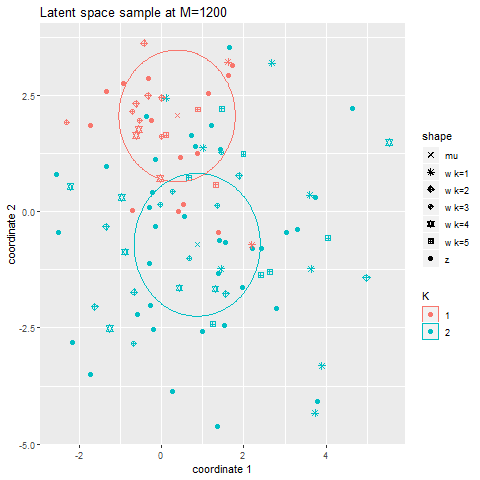 Latent space sample at M=1200
coordinate 2
2.5
0.0
-2.5
-5.0
-2
0
2
4
coordinate 1
shape
mu
w k=1
w k=2
w k=3
w k=4
w k=5
z
K
1
2